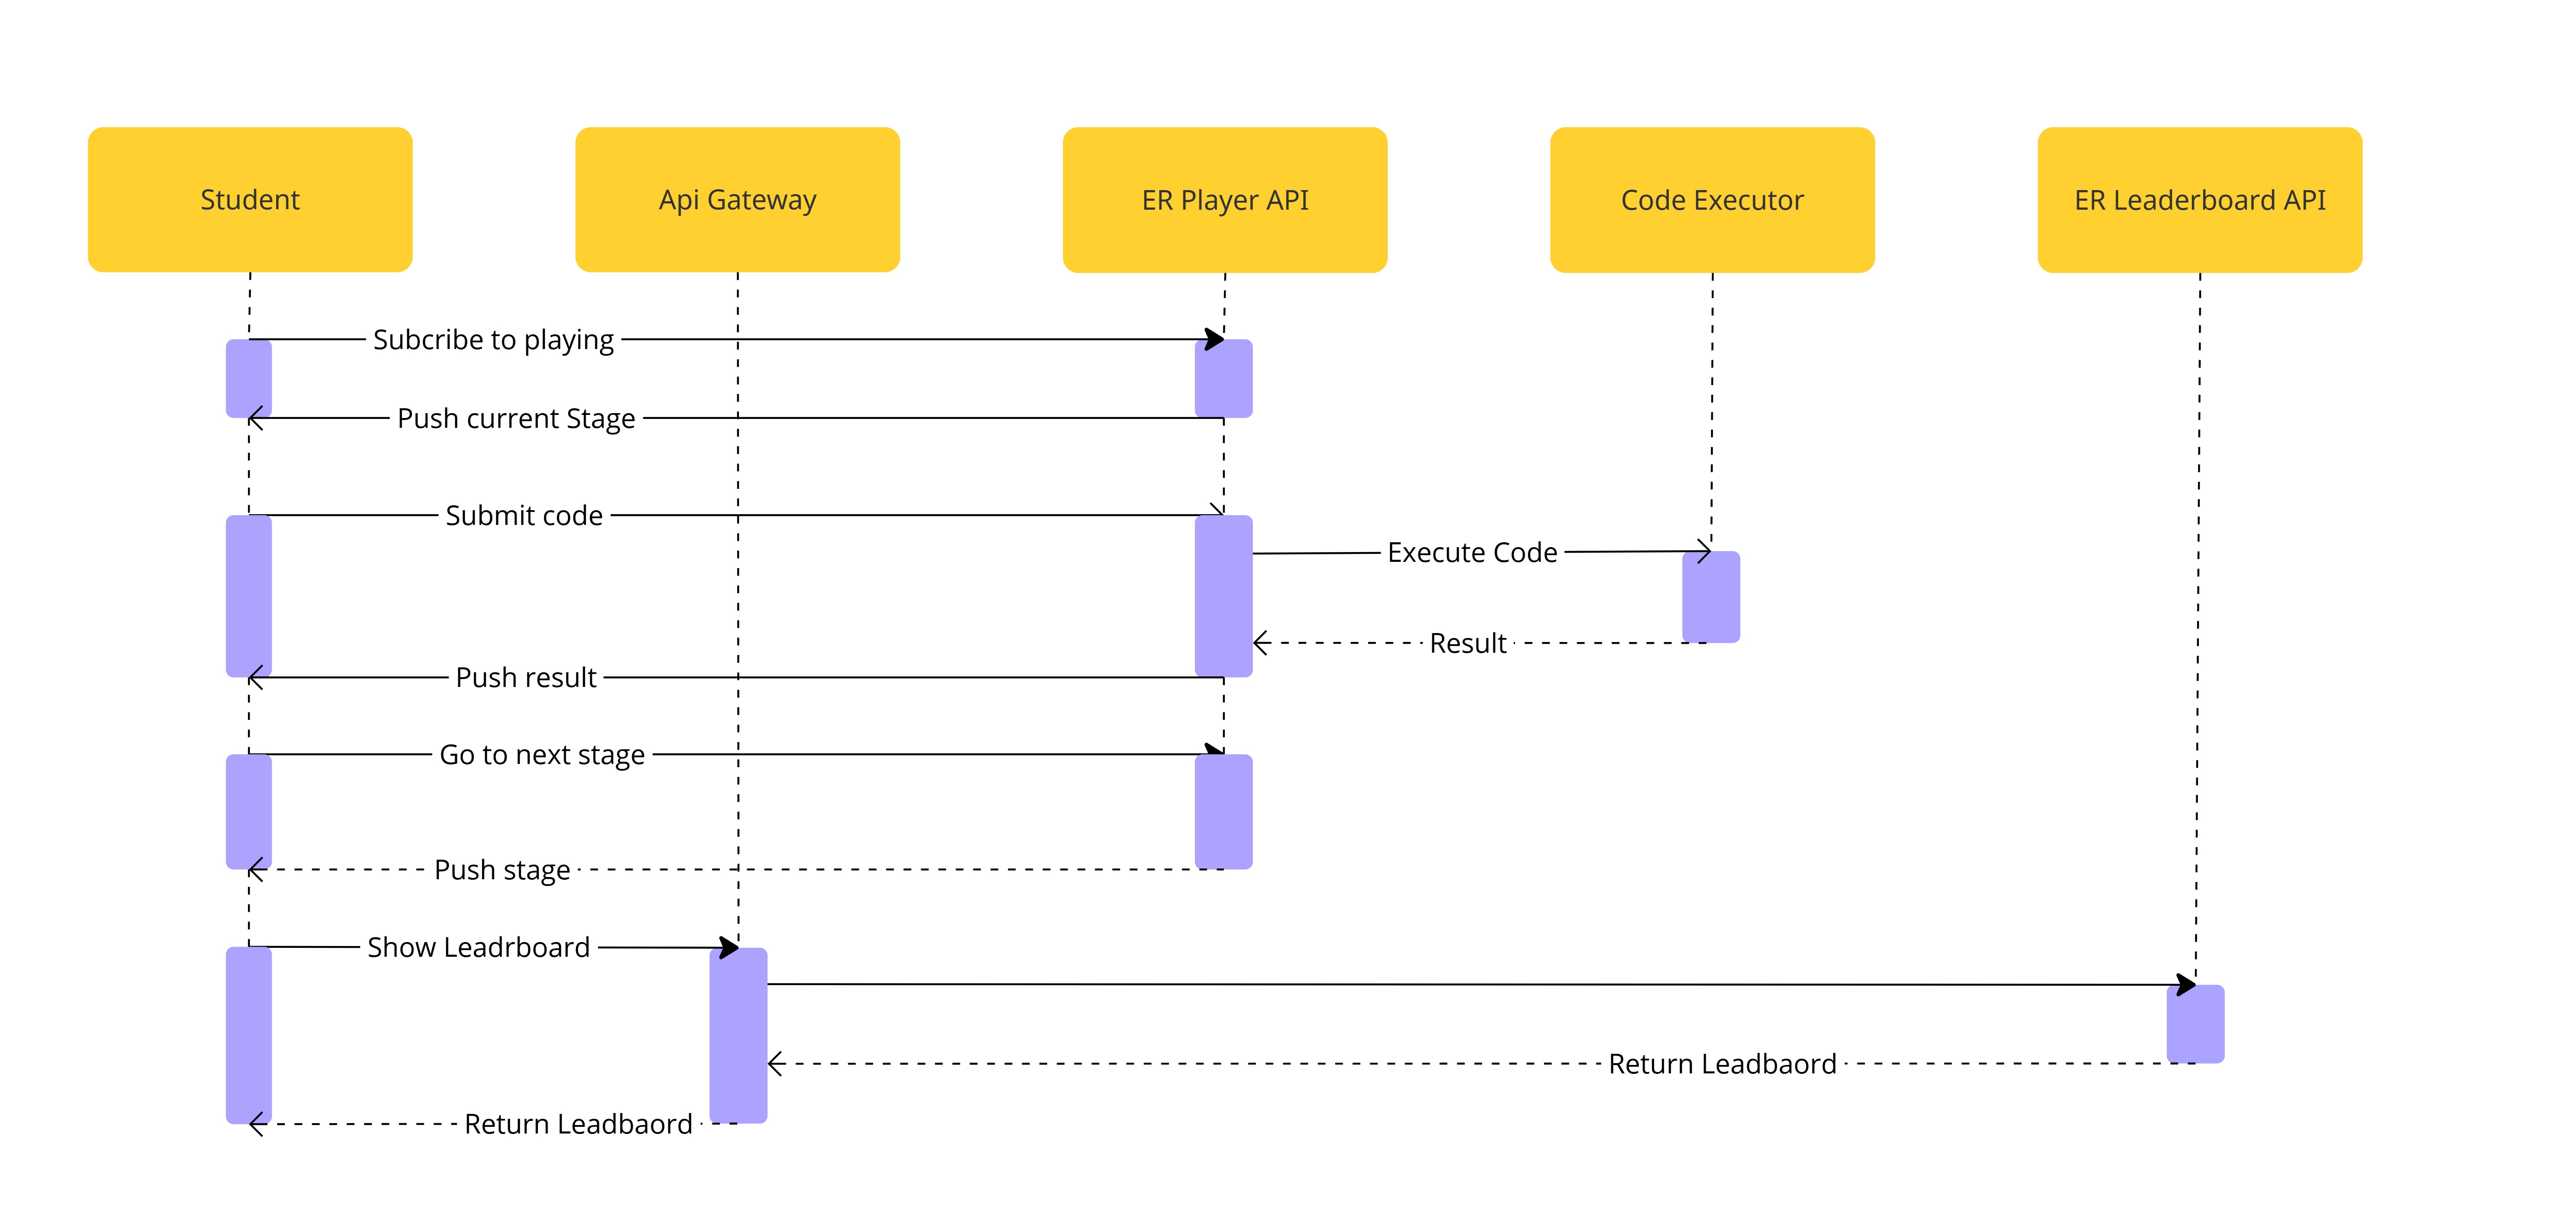 Student
Api Gateway
ER Player API
Code Executor
ER Leaderboard API
Subcribe to playing
Push current Stage
Submit code
Execute Code
Result
Push result
Go to next stage
Push stage
Show Leadrboard
Return Leadbaord
Return Leadbaord